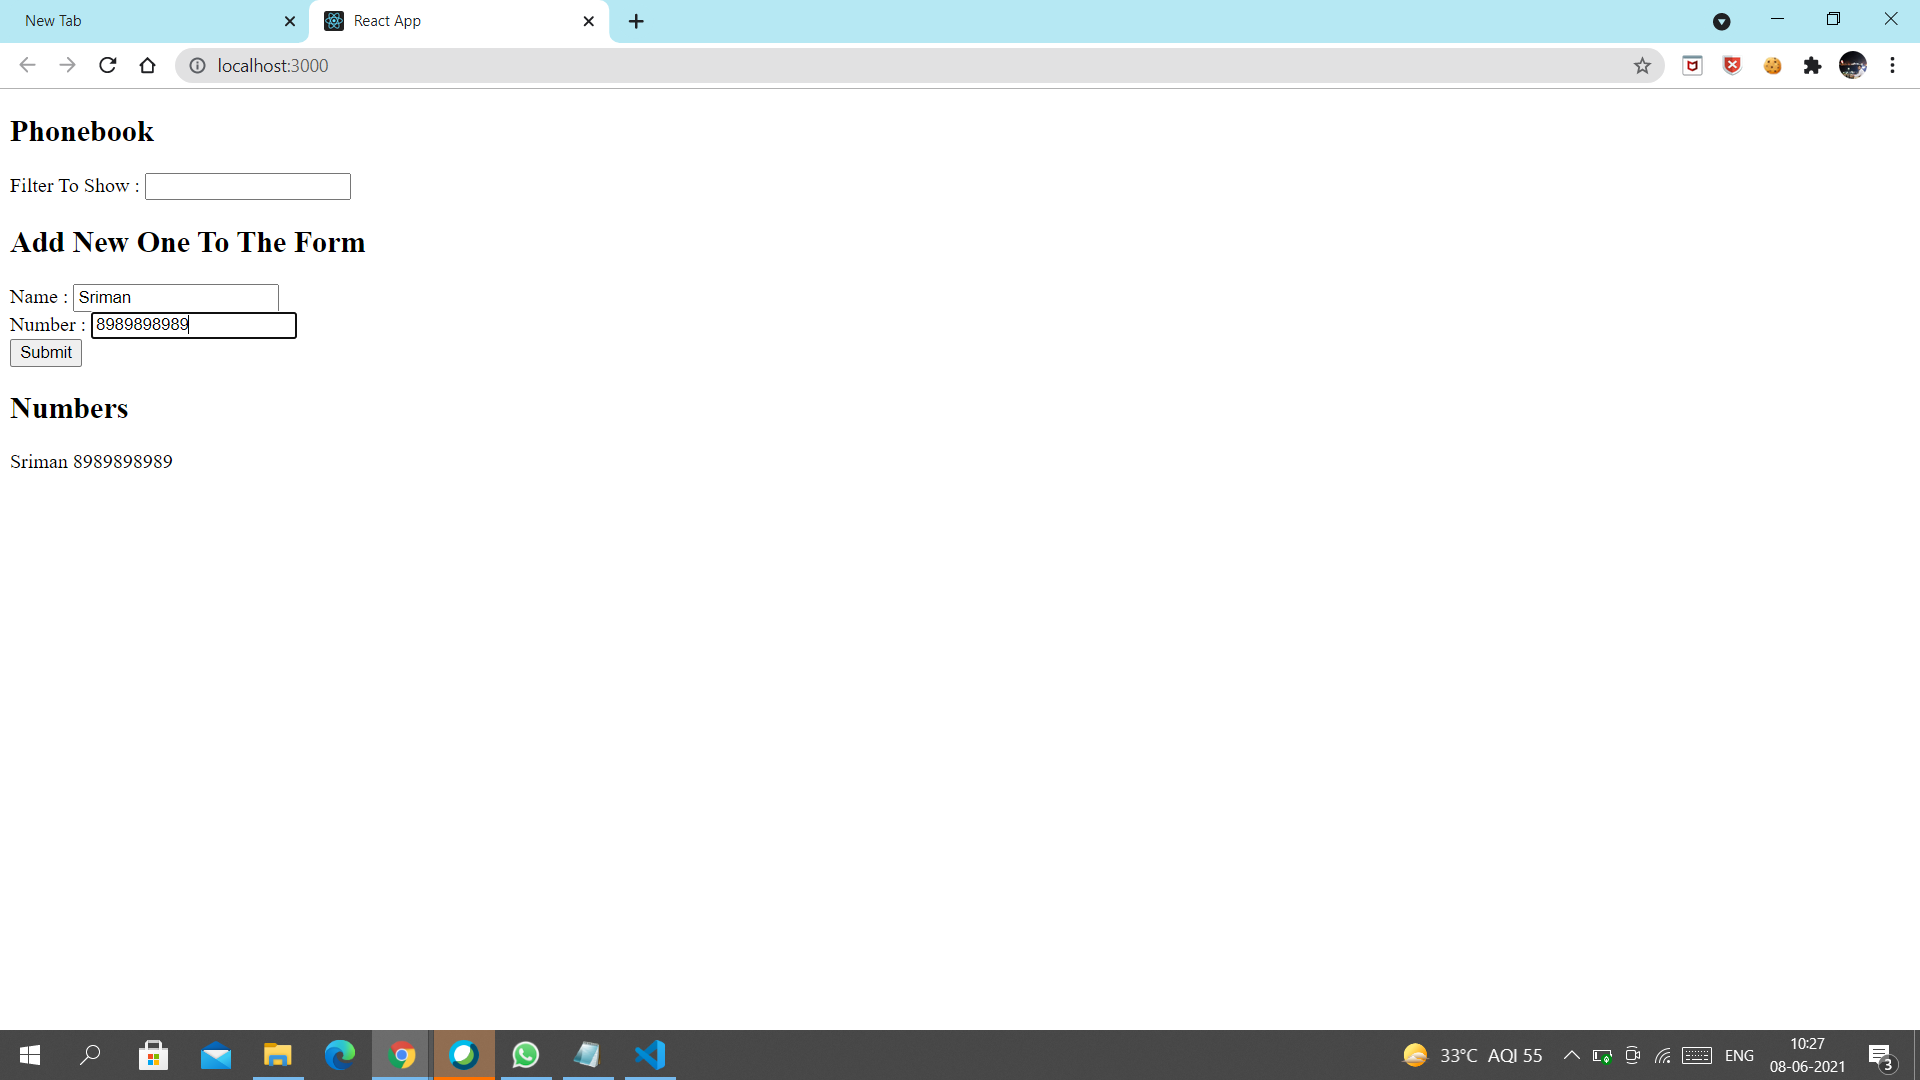 New Tab
React App
localhost:3000
Phonebook
Filter To Show :
Add New One To The Form
Name : Sriman
Number : 8989898989
Submit
Numbers
Sriman 8989898989
33°C AQI 55
ENG
10:27
08-06-2021
3